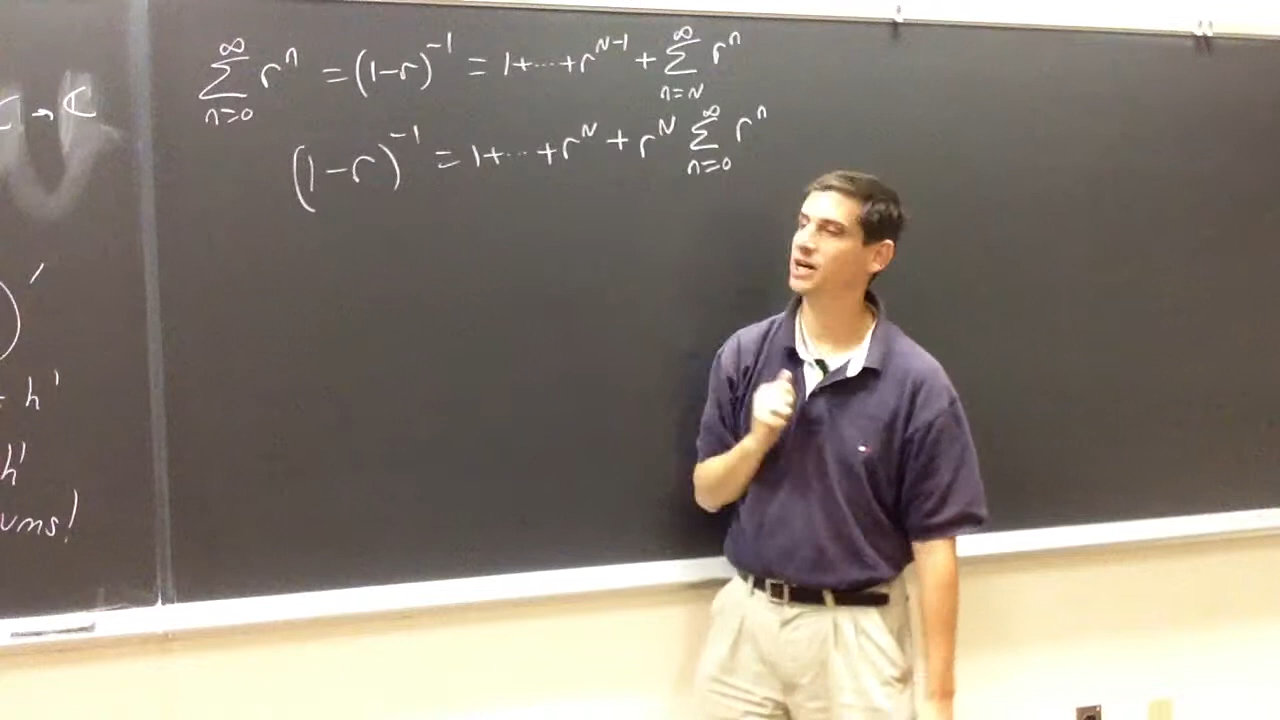 C → C
)'
+ h'
h'
ums!
∞ ∑ n=0 r^n = (1-r)^-1 = 1+···+r^N-1 + ∞ ∑ n=N r^n
(1-r)^-1 = 1+···+r^N + r^N ∞ ∑ n=0 r^n